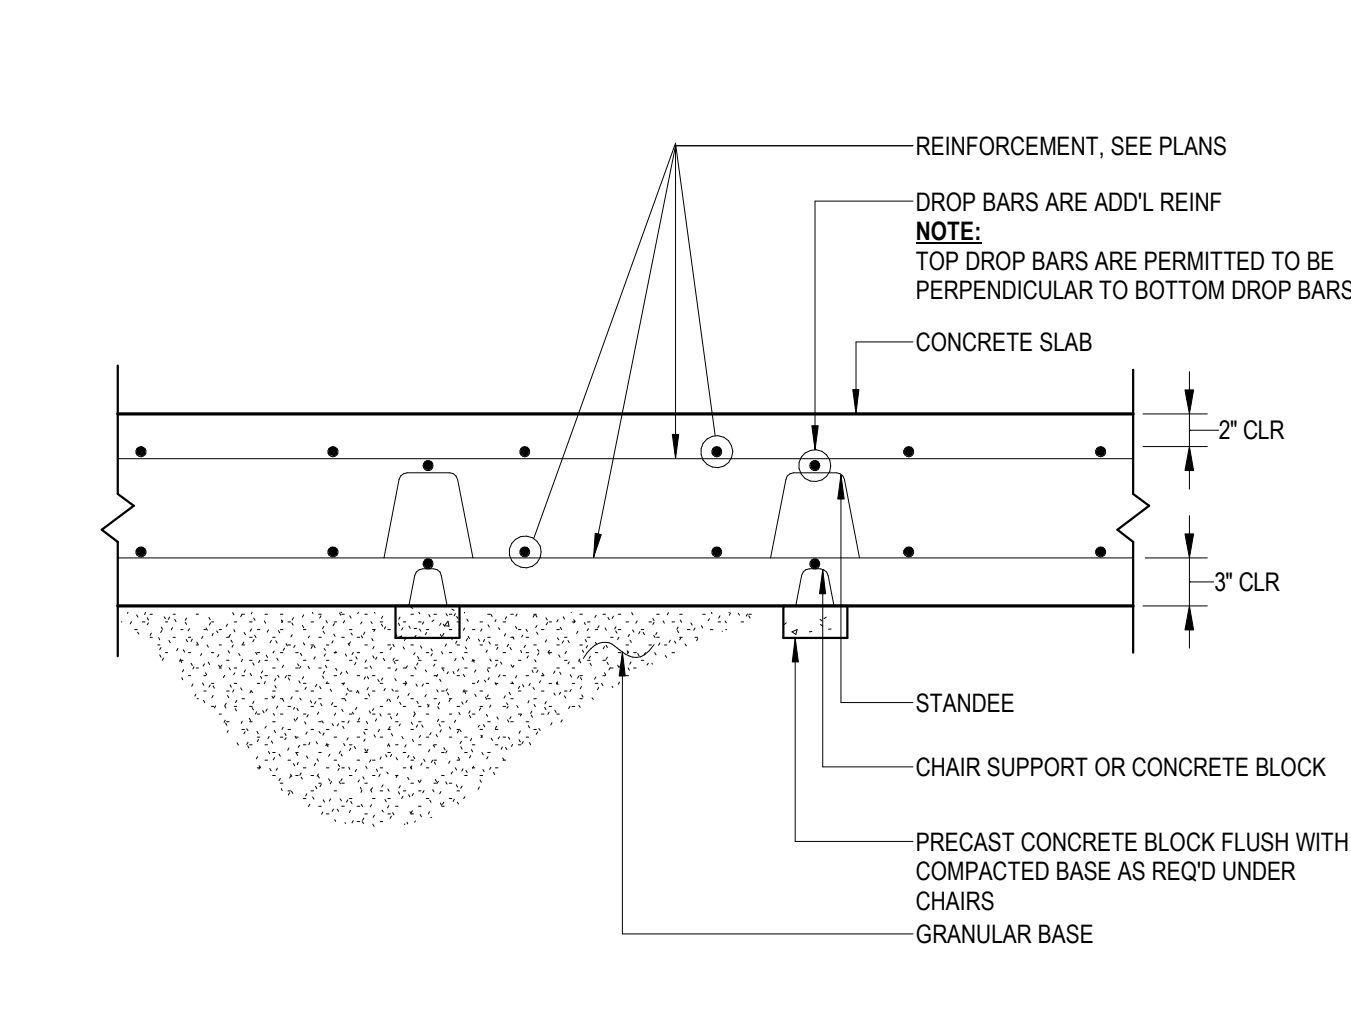 REINFORCEMENT, SEE PLANS
DROP BARS ARE ADD'L REINF
NOTE:
TOP DROP BARS ARE PERMITTED TO BE
PERPENDICULAR TO BOTTOM DROP BARS
CONCRETE SLAB
2" CLR
3" CLR
STANDEE
CHAIR SUPPORT OR CONCRETE BLOCK
PRECAST CONCRETE BLOCK FLUSH WITH
COMPACTED BASE AS REQ'D UNDER
CHAIRS
GRANULAR BASE